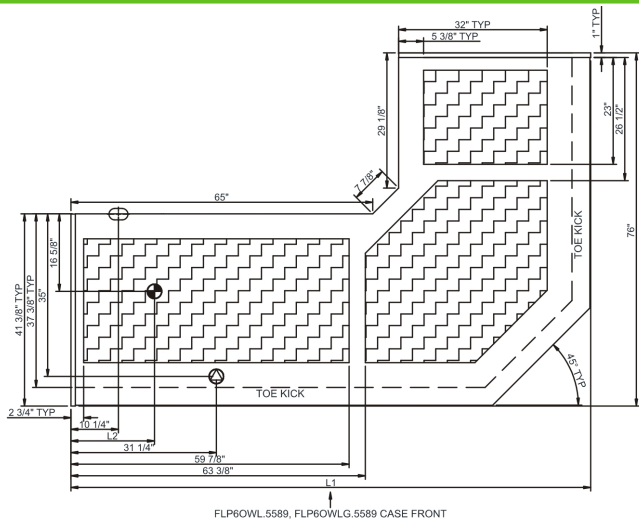 32" TYP
5 3/8" TYP
1" TYP
29 1/8"
23"
26 1/2"
7 7/8"
65"
TOE KICK
76"
16 5/8"
35"
37 3/8" TYP
41 3/8" TYP
45° TYP
TOE KICK
2 3/4" TYP
10 1/4"
L2
31 1/4"
59 7/8"
63 3/8"
L1
FLP6OWL.5589, FLP6OWLG.5589 CASE FRONT